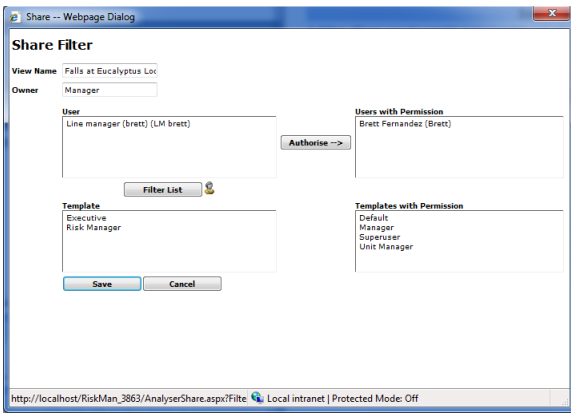 Share -- Webpage Dialog
Share Filter
View Name Falls at Eucalyptus Loc
Owner Manager
User Users with Permission
Line manager (brett) (LM brett) Brett Fernandez (Brett)
Authorise -->
Filter List
Template Templates with Permission
Executive Default
Risk Manager Manager
Superuser
Unit Manager
Save Cancel
http://localhost/RiskMan_3863/AnalyserShare.aspx?Filte Local intranet | Protected Mode: Off